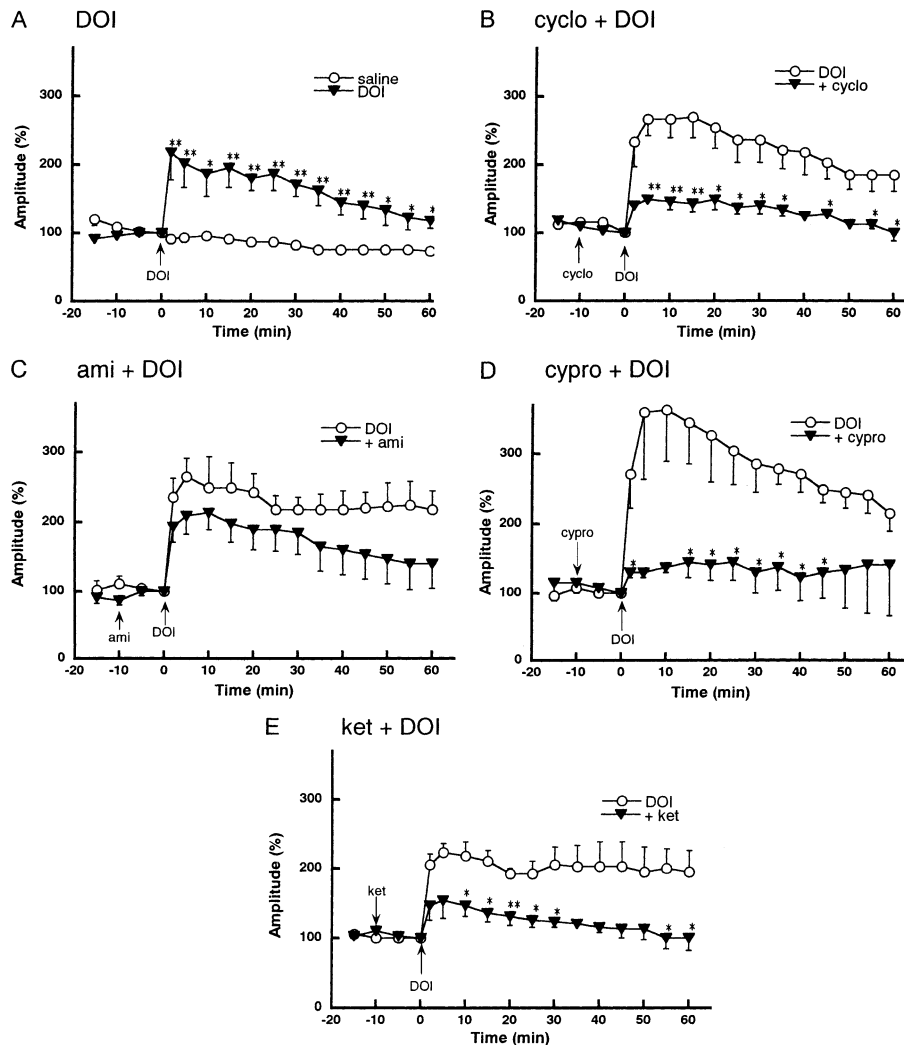 A DOI
saline
DOI
Amplitude (%)
300
200
100
0
** ** * ** ** ** ** ** ** ** * * *
DOI
-20 -10 0 10 20 30 40 50 60
Time (min)
B cyclo + DOI
DOI
+ cyclo
Amplitude (%)
300
200
100
0
** ** ** * * * * * *
cyclo
DOI
-20 -10 0 10 20 30 40 50 60
Time (min)
C ami + DOI
DOI
+ ami
Amplitude (%)
300
200
100
0
ami
DOI
-20 -10 0 10 20 30 40 50 60
Time (min)
D cypro + DOI
DOI
+ cypro
Amplitude (%)
300
200
100
0
cypro
* * * * * * * *
DOI
-20 -10 0 10 20 30 40 50 60
Time (min)
E ket + DOI
DOI
+ ket
Amplitude (%)
300
200
100
0
ket
* * ** * * * *
DOI
-20 -10 0 10 20 30 40 50 60
Time (min)